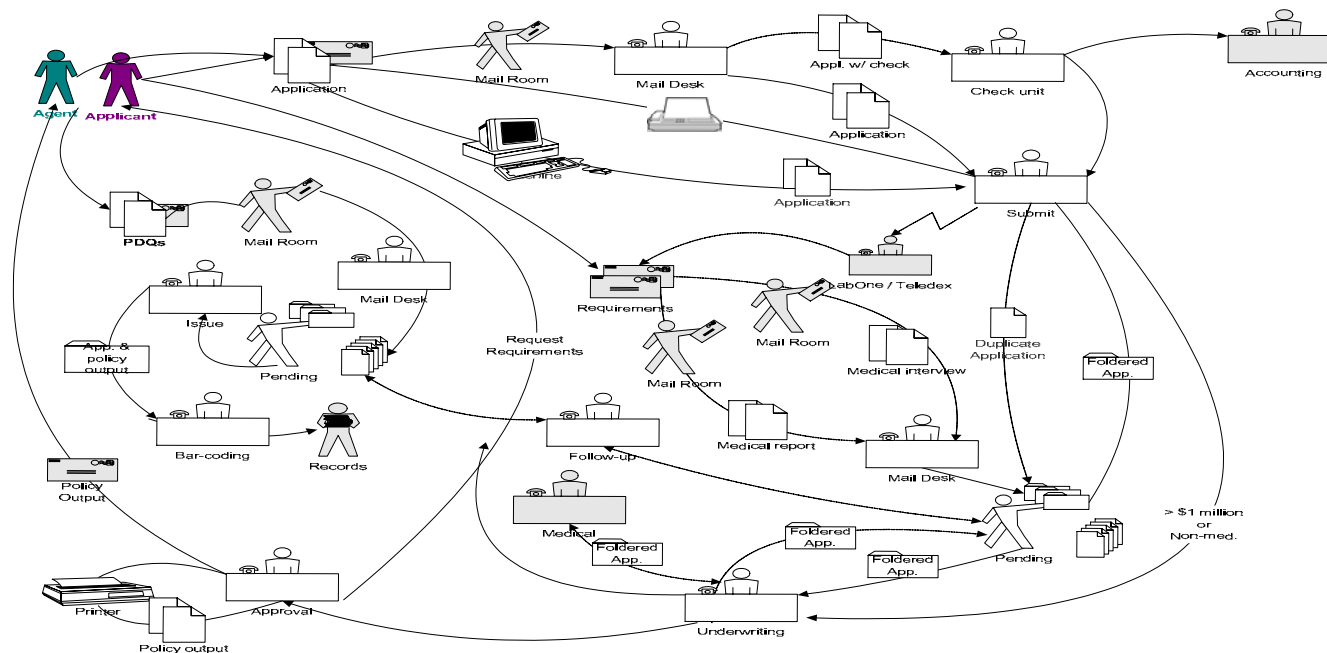 Mail Room
Mail Desk
Appl. w/ check
Check unit
Accounting
Application
Agent
Applicant
Application
Application
Submit
PDQs
Mail Room
Mail Desk
LabOne / Teledex
Requirements
Mail Room
Issue
Request
Requirements
Duplicate
Application
App. &
policy
output
Pending
Mail Room
Medical interview
Foldered
App.
Bar-coding
Records
Follow-up
Medical report
Mail Desk
Policy
Output
Medical
Foldered
App.
Foldered
App.
Foldered
App.
Pending
> $1 million
or
Non-med.
Printer
Approval
Underwriting
Policy output